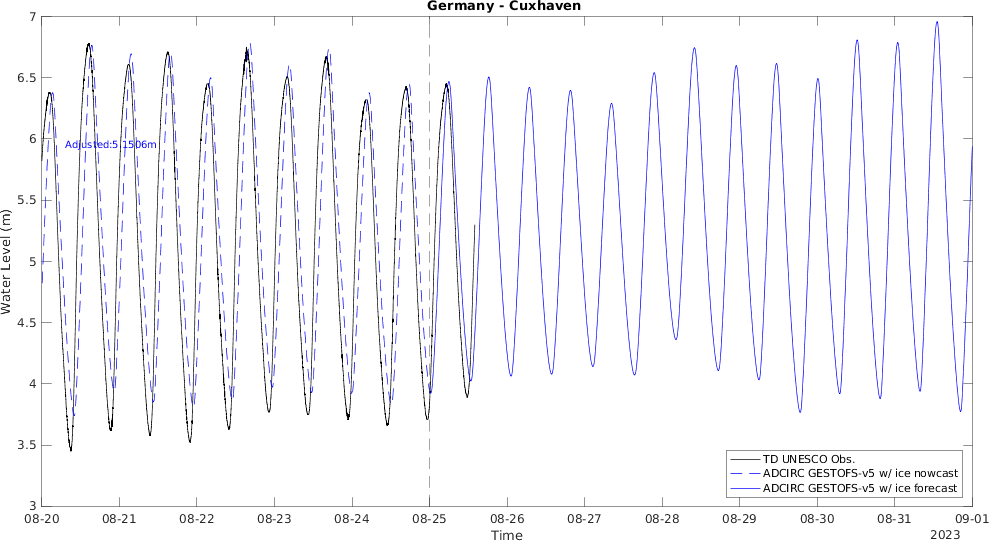 Germany - Cuxhaven
7
6.5
6
Adjusted:5.1506m
5.5
5
4.5
4
3.5
3
Water Level (m)
TD UNESCO Obs.
ADCIRC GESTOFS-v5 w/ ice nowcast
ADCIRC GESTOFS-v5 w/ ice forecast
08-20 08-21 08-22 08-23 08-24 08-25 08-26 08-27 08-28 08-29 08-30 08-31 09-01
Time
2023